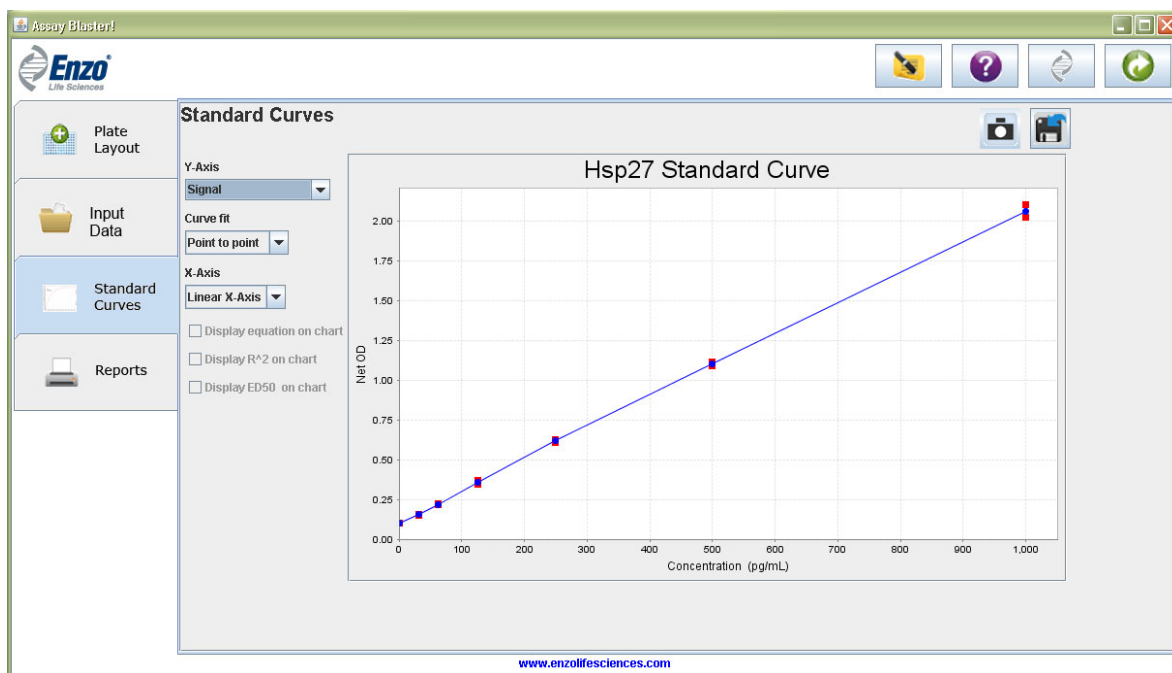 Assay Blaster!
Enzo®
Life Sciences
?
Plate
Layout
Input
Data
Standard
Curves
Reports
Standard Curves
Y-Axis
Signal
Curve fit
Point to point
X-Axis
Linear X-Axis
Display equation on chart
Display R^2 on chart
Display ED50 on chart
Hsp27 Standard Curve
Net OD
2.00
1.75
1.50
1.25
1.00
0.75
0.50
0.25
0.00
0 100 200 300 400 500 600 700 800 900 1,000
Concentration (pg/mL)
www.enzolifesciences.com